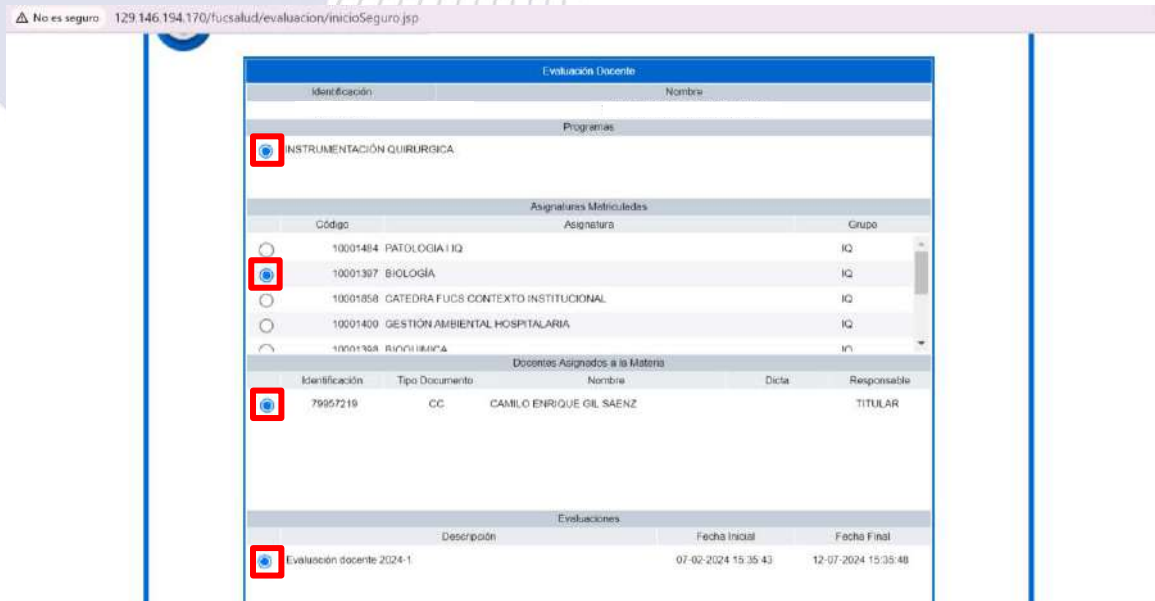 No es seguro 129.146.194.170/fucsalud/evaluacion/inicioSeguro.jsp
Evaluación Docente
Identificación Nombre
Programas
INSTRUMENTACIÓN QUIRURGICA
Asignaturas Matriculadas
Código Asignatura Grupo
10001484 PATOLOGIA I IQ IQ
10001397 BIOLOGÍA IQ
10001858 CATEDRA FUCS CONTEXTO INSTITUCIONAL IQ
10001400 GESTIÓN AMBIENTAL HOSPITALARIA IQ
10001398 BIOQUIMICA IQ
Docentes Asignados a la Materia
Identificación Tipo Documento Nombre Dicta Responsable
79957219 CC CAMILO ENRIQUE GIL SAENZ TITULAR
Evaluaciones
Descripción Fecha Inicial Fecha Final
Evaluación docente 2024-1 07-02-2024 15:35:43 12-07-2024 15:35:48